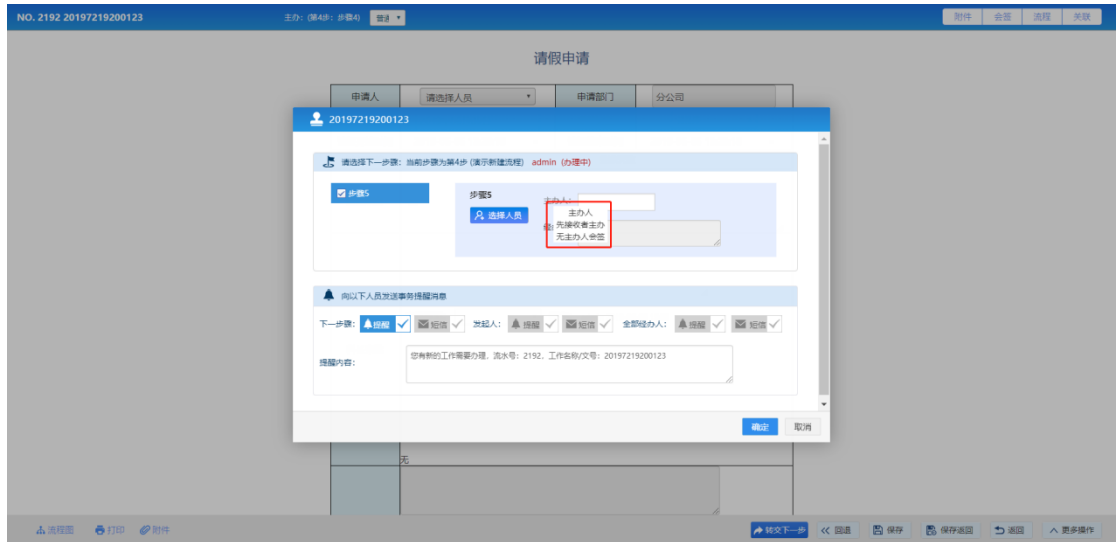 NO. 2192 20197219200123 主办: (第4步: 步骤4) 普通 附件 会签 流程 关联
请假申请
申请人 请选择人员 申请部门 分公司
20197219200123
请选择下一步骤: 当前步骤为第4步 (演示新建流程) admin (办理中)
步骤5 步骤5 主办人:
选择人员 主办人
先接收者主办
无主办人会签
向以下人员发送事务提醒消息
下一步骤: 提醒 短信 发起人: 提醒 短信 全部经办人: 提醒 短信
提醒内容: 您有新的工作需要办理, 流水号: 2192, 工作名称/文号: 20197219200123
确定 取消
无
流程图 打印 附件 转交下一步 回退 保存 保存返回 返回 更多操作